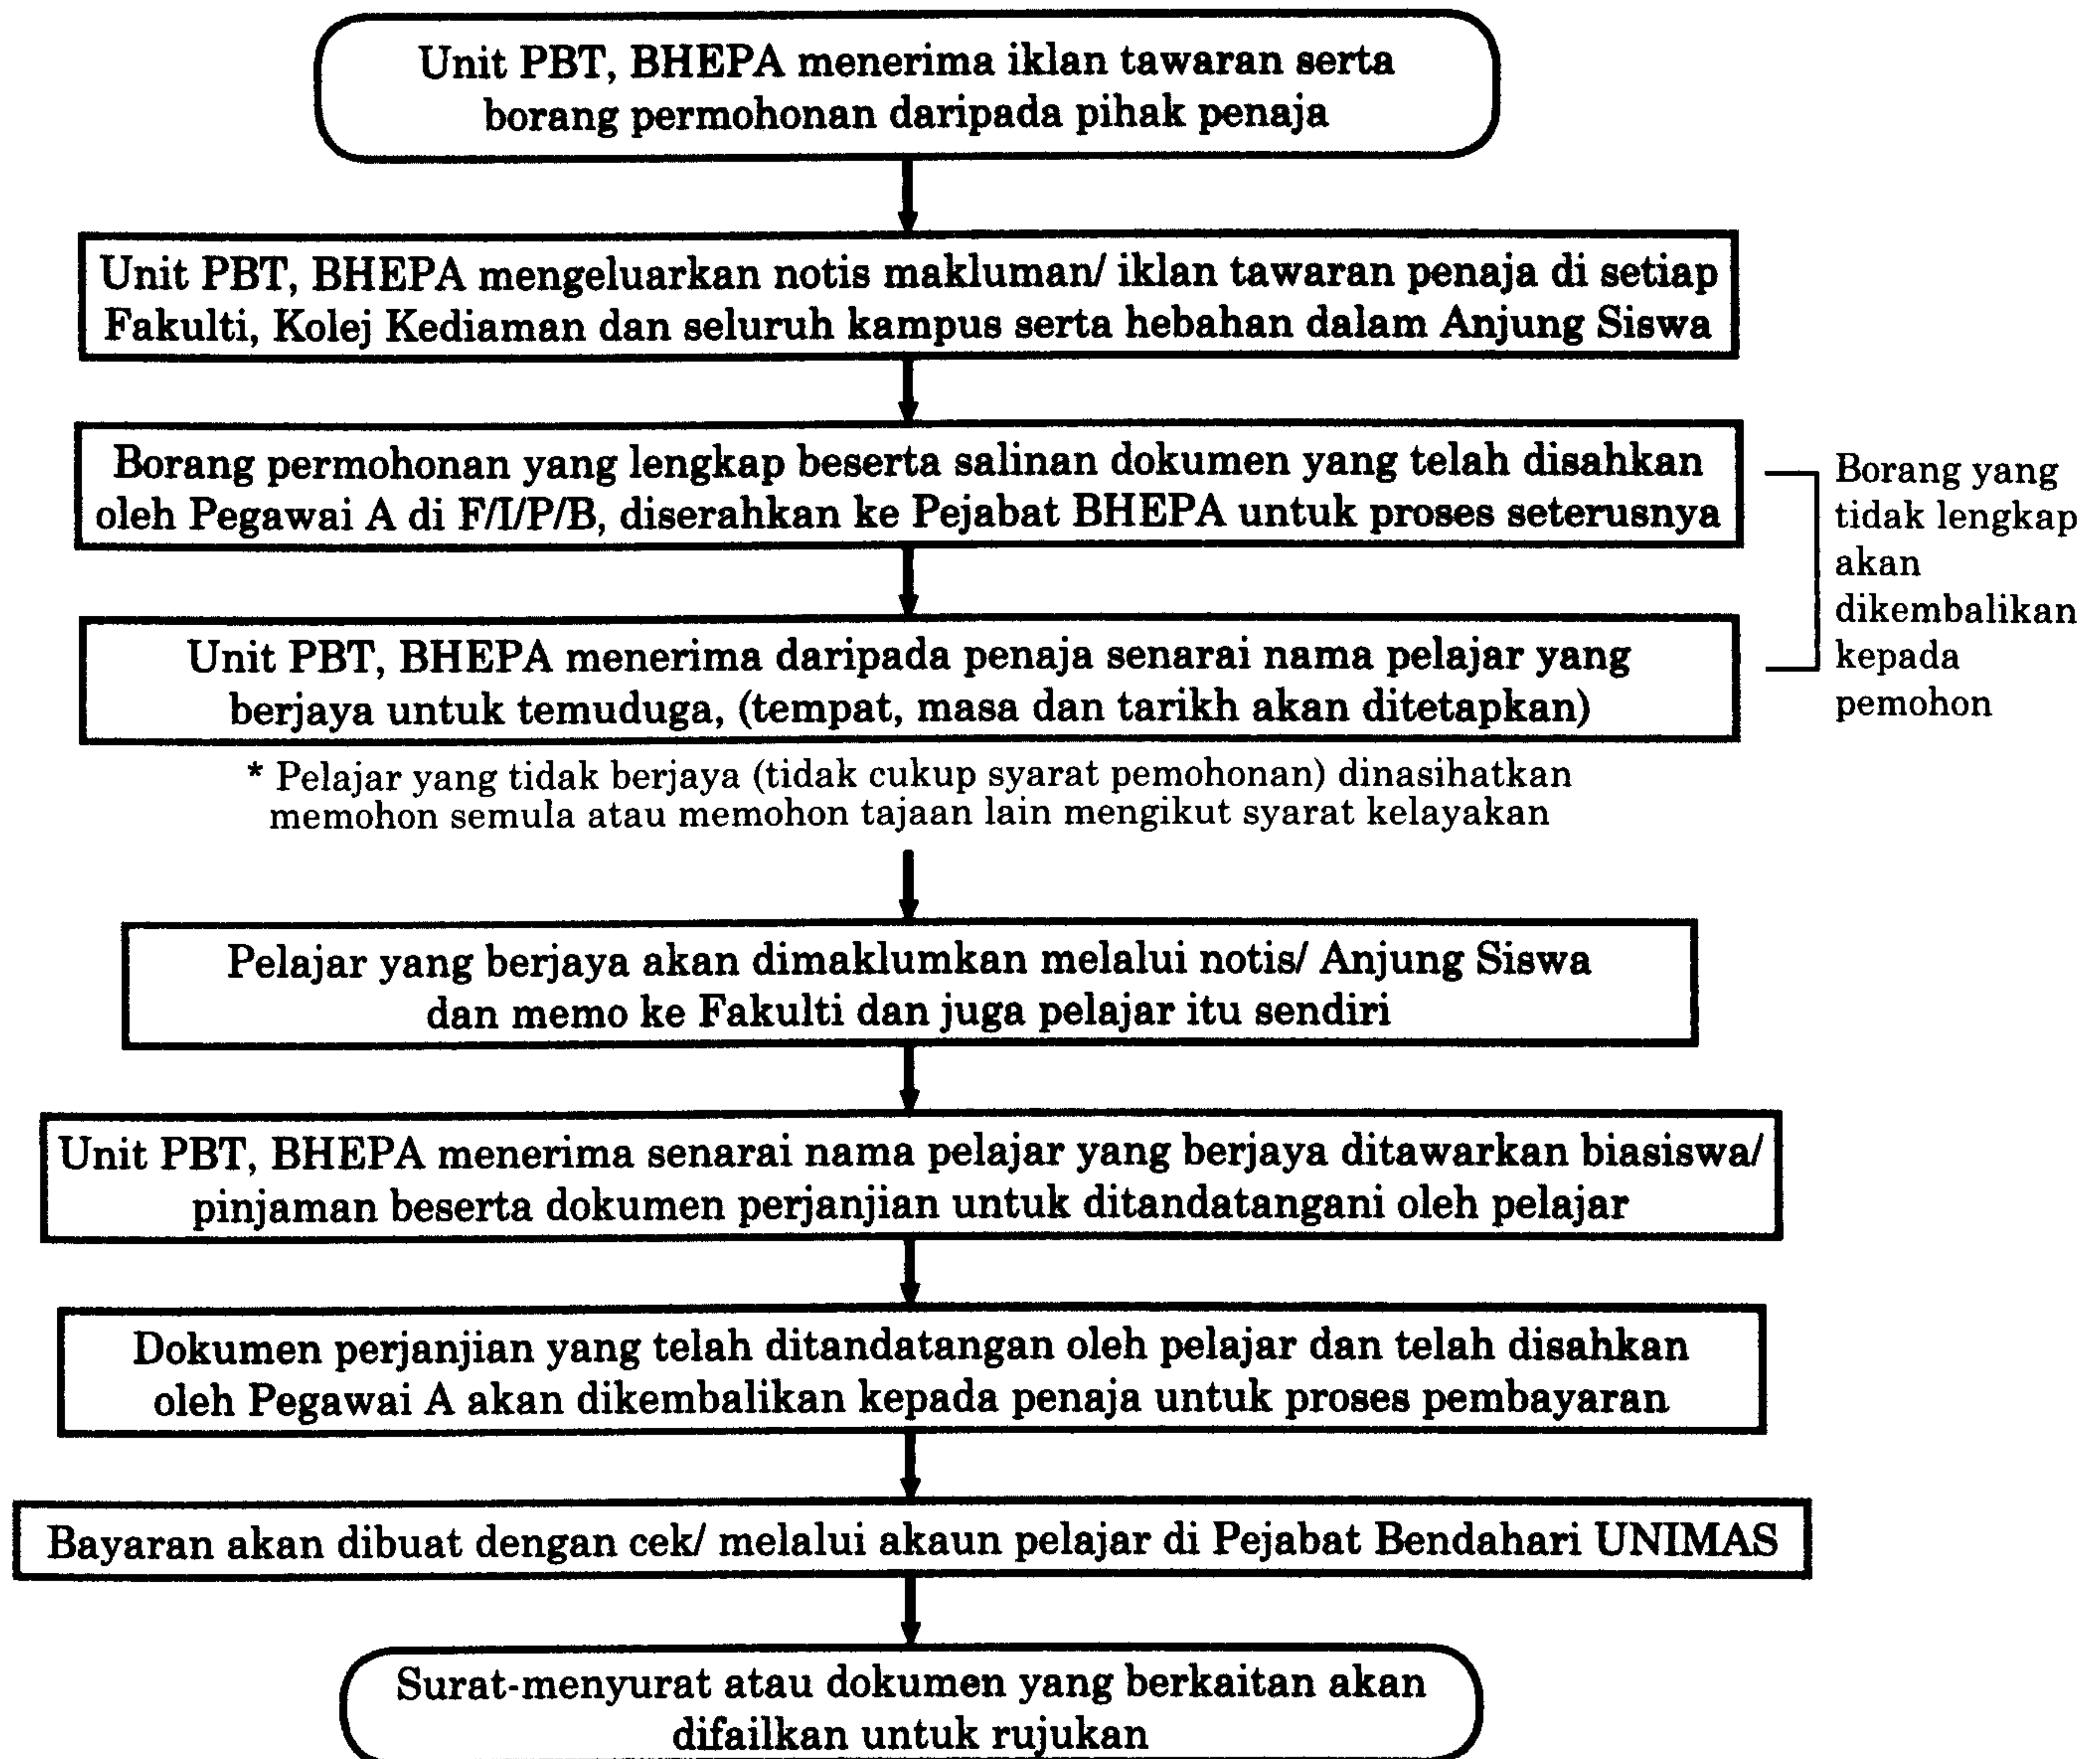 Unit PBT, BHEPA menerima iklan tawaran serta
borang permohonan daripada pihak penaja
Unit PBT, BHEPA mengeluarkan notis makluman/ iklan tawaran penaja di setiap
Fakulti, Kolej Kediaman dan seluruh kampus serta hebahan dalam Anjung Siswa
Borang permohonan yang lengkap beserta salinan dokumen yang telah disahkan
oleh Pegawai A di F/I/P/B, diserahkan ke Pejabat BHEPA untuk proses seterusnya
Borang yang
tidak lengkap
akan
dikembalikan
kepada
pemohon
Unit PBT, BHEPA menerima daripada penaja senarai nama pelajar yang
berjaya untuk temuduga, (tempat, masa dan tarikh akan ditetapkan)
* Pelajar yang tidak berjaya (tidak cukup syarat pemohonan) dinasihatkan
memohon semula atau memohon tajaan lain mengikut syarat kelayakan
Pelajar yang berjaya akan dimaklumkan melalui notis/ Anjung Siswa
dan memo ke Fakulti dan juga pelajar itu sendiri
Unit PBT, BHEPA menerima senarai nama pelajar yang berjaya ditawarkan biasiswa/
pinjaman beserta dokumen perjanjian untuk ditandatangani oleh pelajar
Dokumen perjanjian yang telah ditandatangan oleh pelajar dan telah disahkan
oleh Pegawai A akan dikembalikan kepada penaja untuk proses pembayaran
Bayaran akan dibuat dengan cek/ melalui akaun pelajar di Pejabat Bendahari UNIMAS
Surat-menyurat atau dokumen yang berkaitan akan
difailkan untuk rujukan